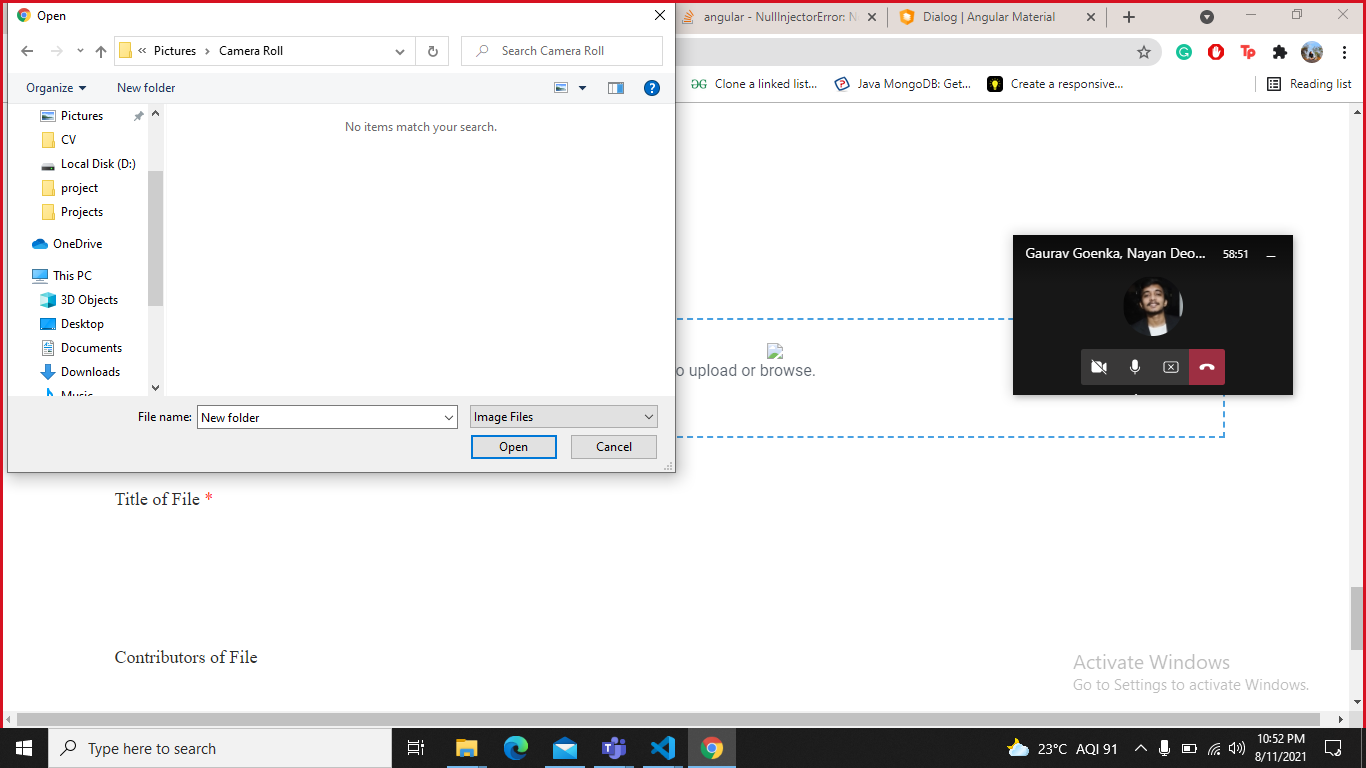 Open
angular - NullInjectorError: N
Dialog | Angular Material
Pictures
Camera Roll
Search Camera Roll
Tp
Organize
New folder
Clone a linked list...
Java MongoDB: Get...
Create a responsive...
Reading list
Pictures
CV
Local Disk (D:)
project
Projects
OneDrive
This PC
3D Objects
Desktop
Documents
Downloads
Music
No items match your search.
File name:
New folder
Image Files
Open
Cancel
Gaurav Goenka, Nayan Deo...
58:51
o upload or browse.
Title of File *
Contributors of File
Activate Windows
Go to Settings to activate Windows.
Type here to search
23°C AQI 91
10:52 PM
8/11/2021